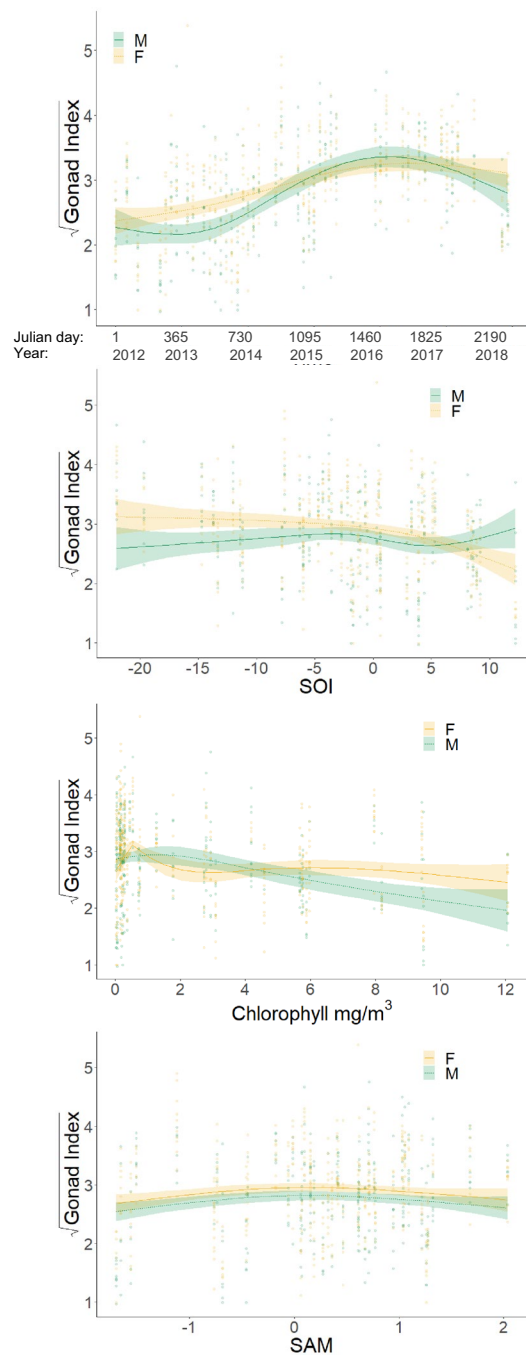 5
M
F
4
3
2
1
√Gonad Index
Julian day: 1 365 730 1095 1460 1825 2190
Year: 2012 2013 2014 2015 2016 2017 2018
M
F
5
4
3
2
1
√Gonad Index
-20 -15 -10 -5 0 5 10
SOI
F
M
5
4
3
2
1
√Gonad Index
0 2 4 6 8 10 12
Chlorophyll mg/m³
F
M
5
4
3
2
1
√Gonad Index
-1 0 1 2
SAM